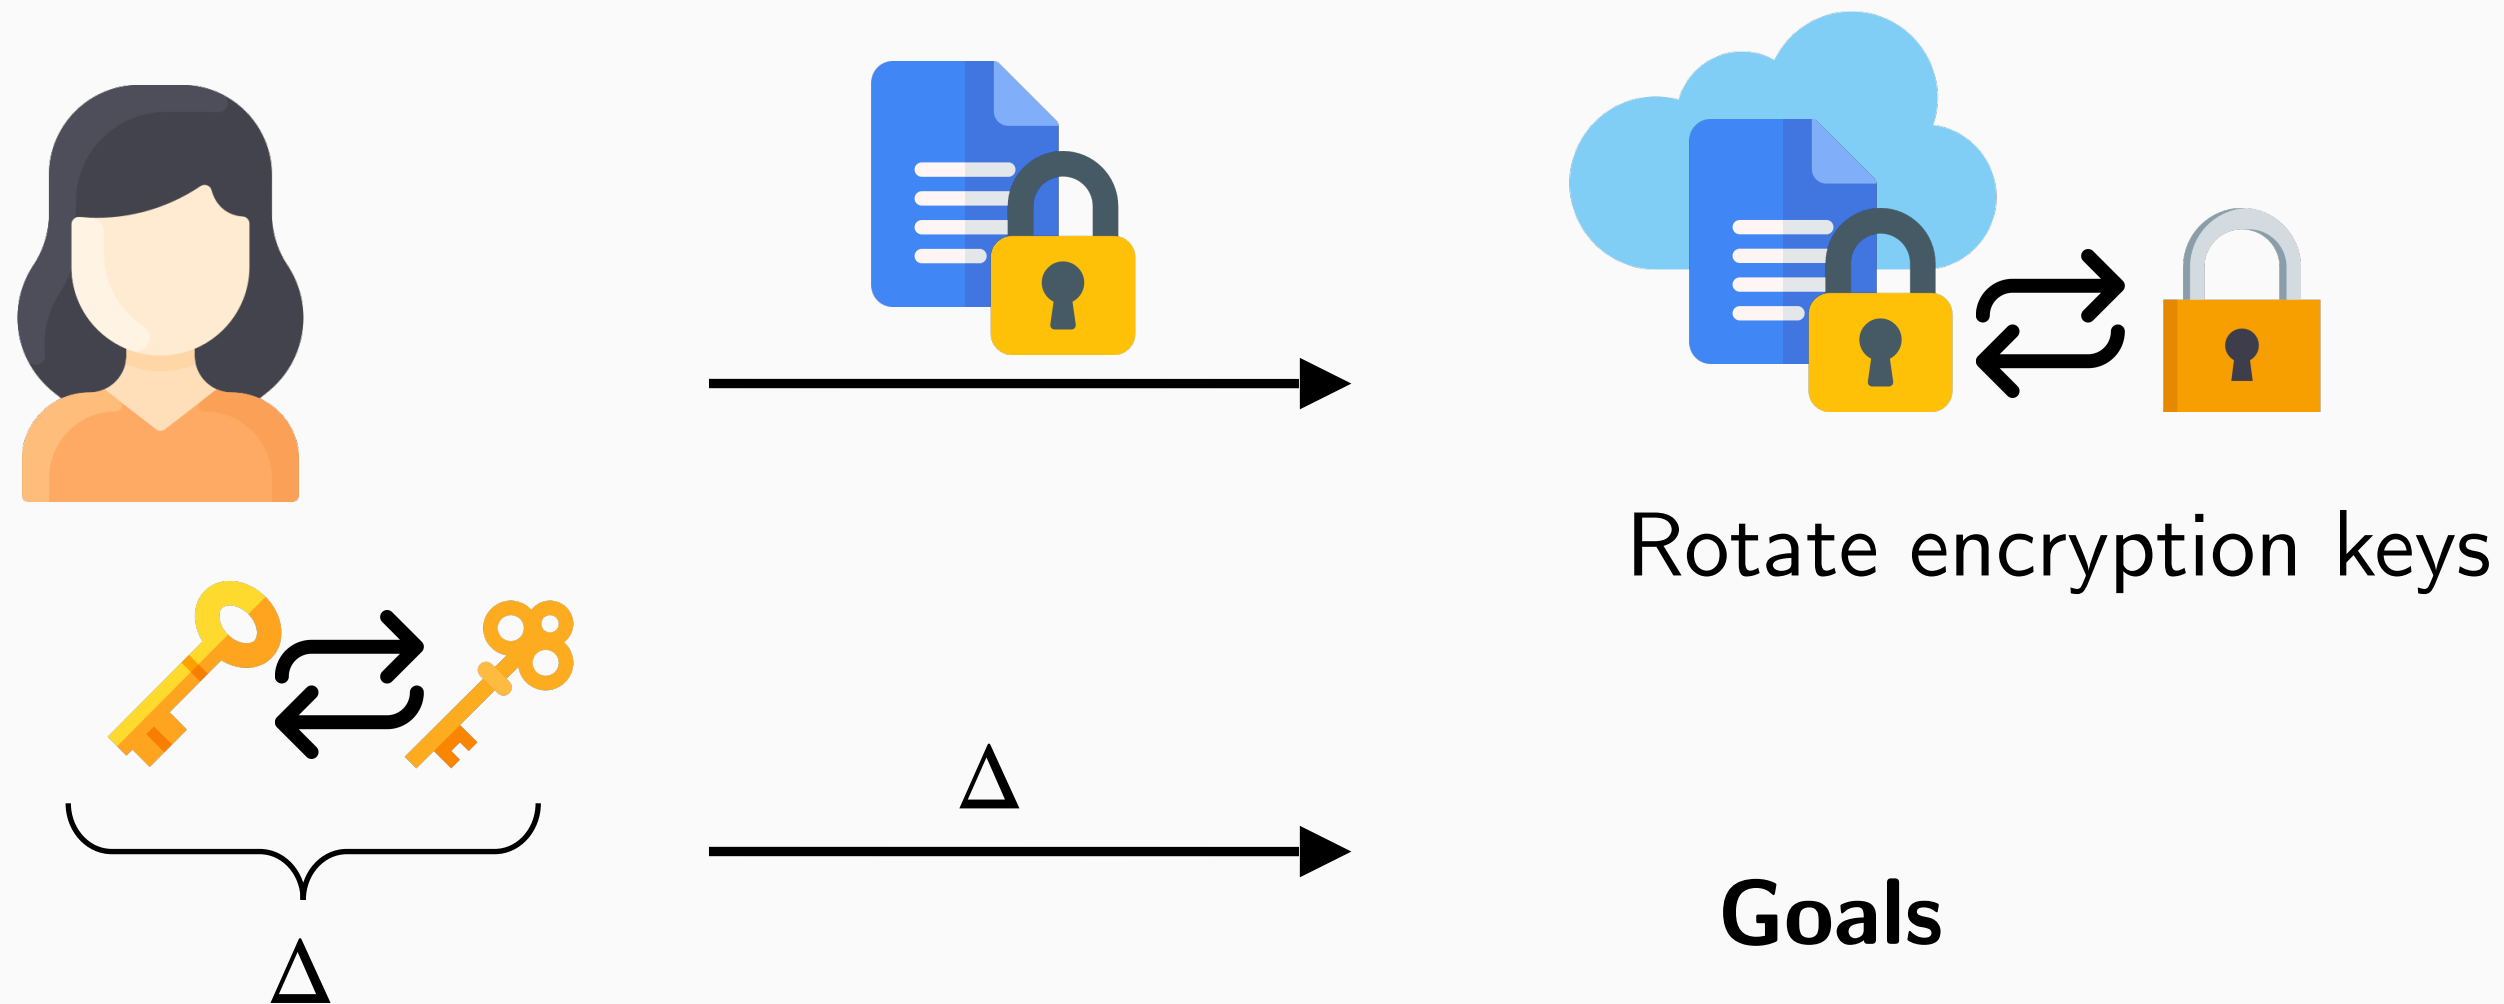 Rotate encryption keys
Δ
Goals
Δ